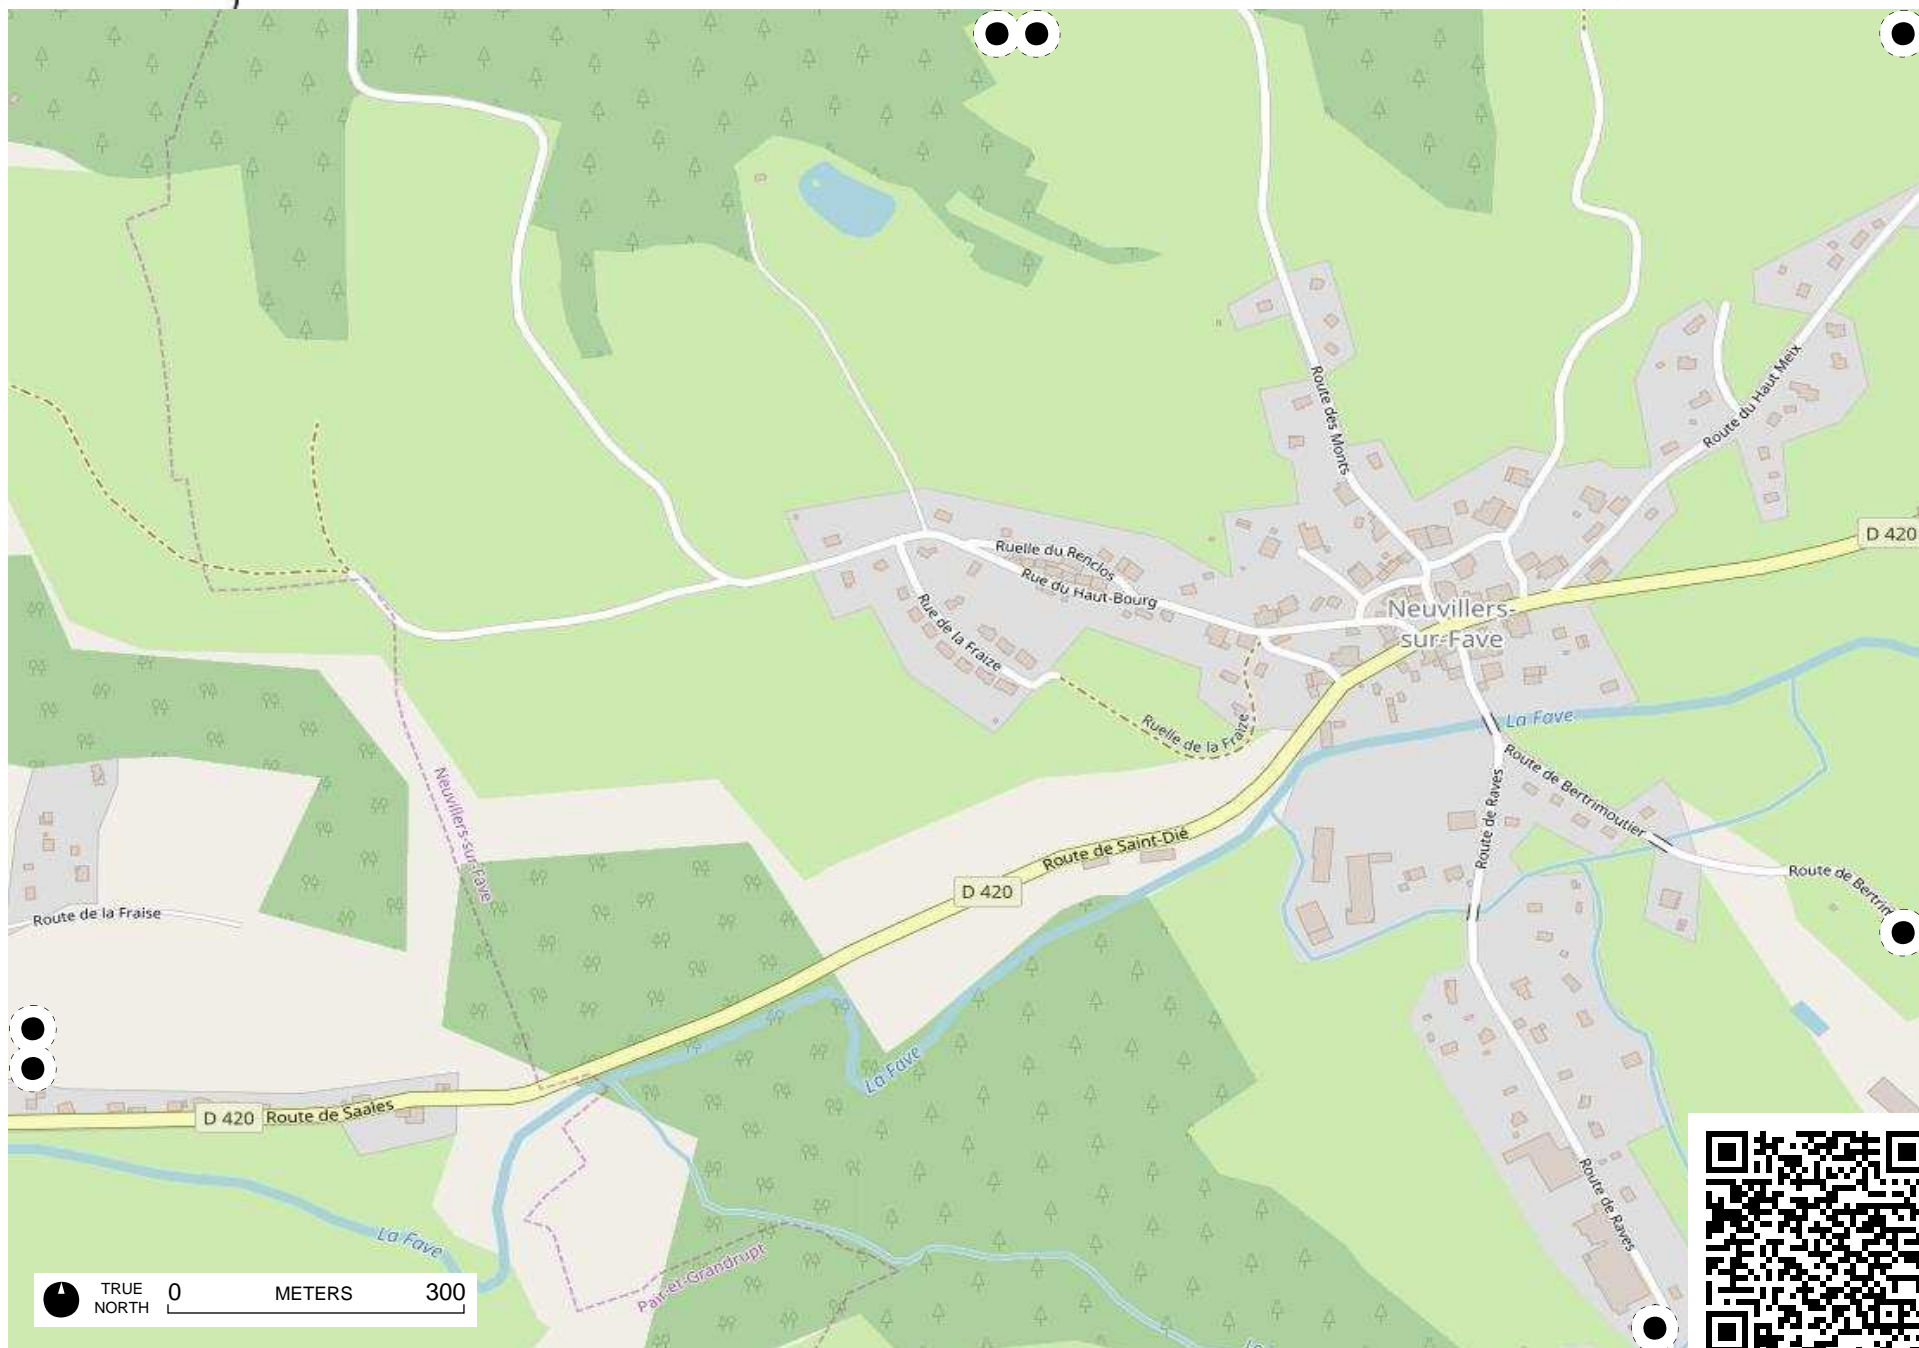 Route des Monts
Route du Haut Meix
D 420
Ruelle du Renclos
Rue du Haut-Bourg
Rue de la Fraize
Neuvillers-
sur-Fave
Ruelle de la Fraize
La Fave
Route de Bertrimoutier
Route de Raves
Neuvillers-sur-Fave
Route de Saint-Dié
D 420
Route de Bertrim
Route de la Fraise
La Fave
D 420
Route de Saales
La Fave
Pair-et-Grandrupt
Route de Raves
TRUE
NORTH
0 METERS 300